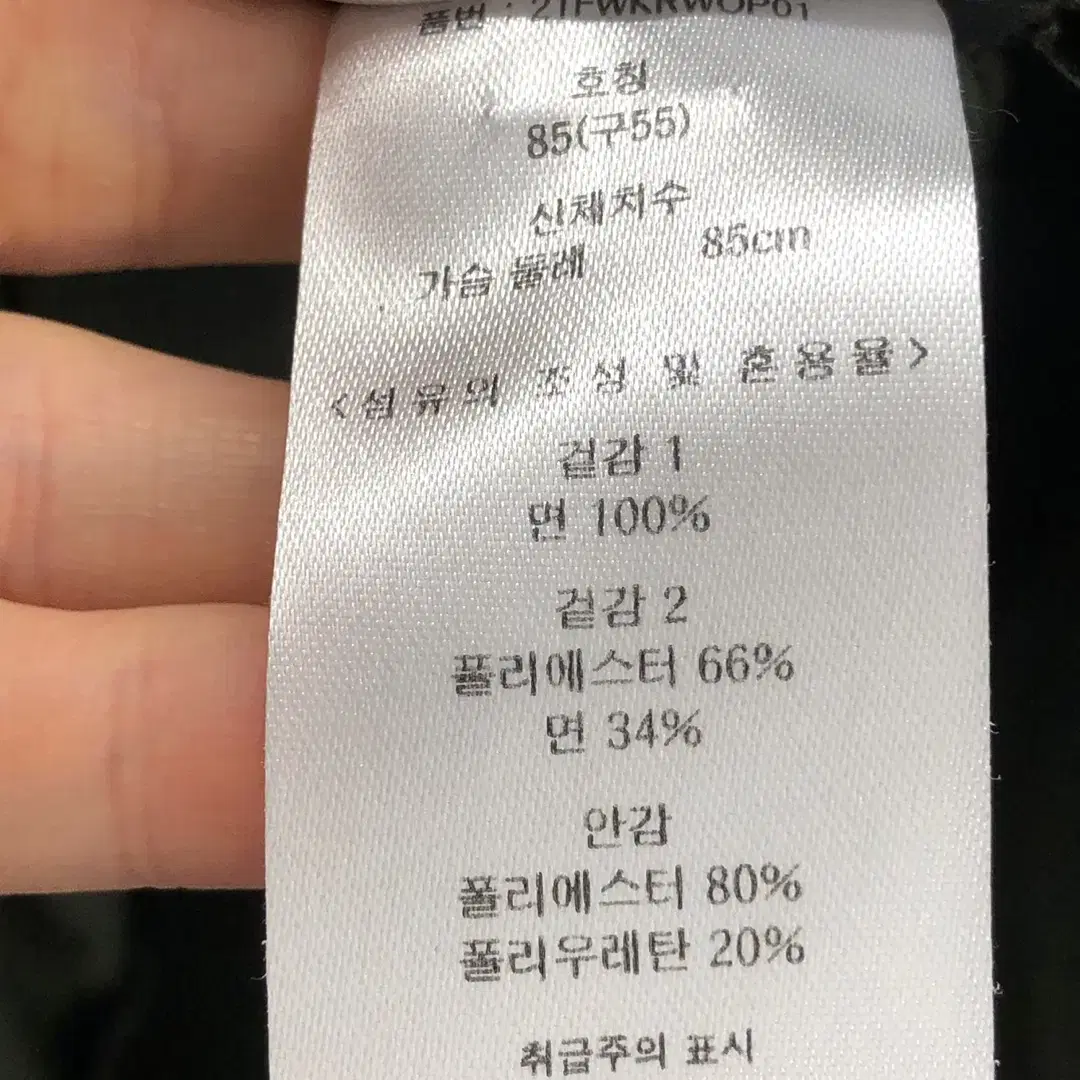 품번 : 21FWKRWOP01
호칭
85(구55)
신체치수
가슴 둘레 85cm
<섬유의 조성 및 혼용율>
겉감 1
면 100%
겉감 2
폴리에스터 66%
면 34%
안감
폴리에스터 80%
폴리우레탄 20%
취급주의 표시